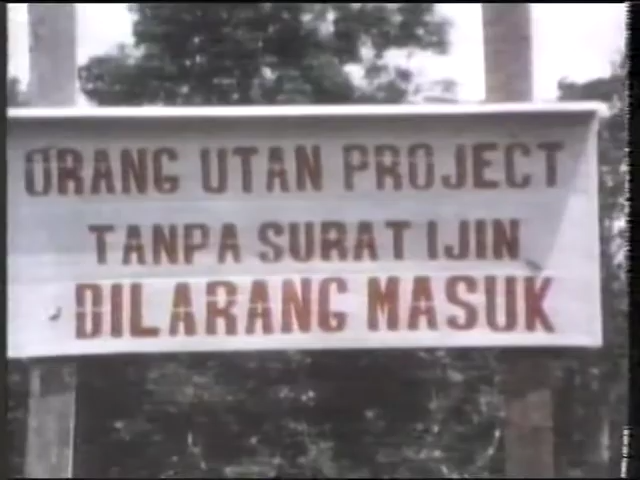 ORANG UTAN PROJECT
TANPA SURAT IJIN
DILARANG MASUK